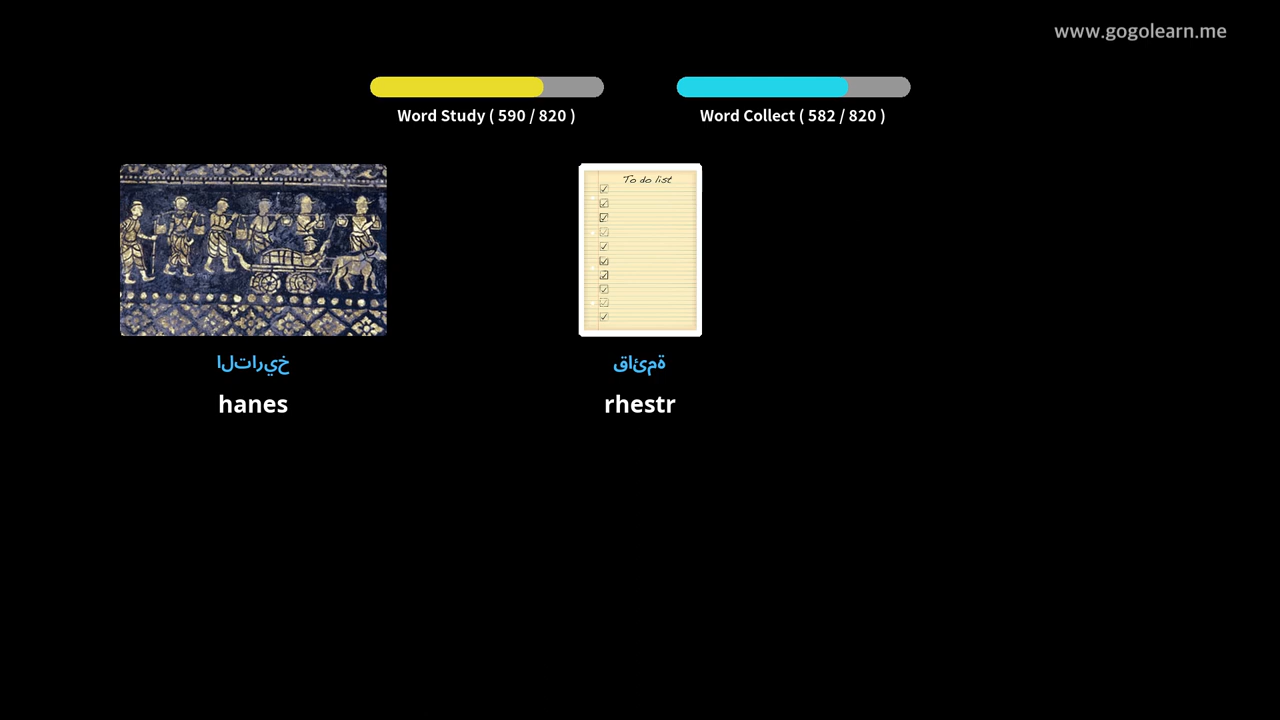 www.gogolearn.me
Word Study ( 590 / 820 )
Word Collect ( 582 / 820 )
To do list
التاريخ
قائمة
hanes
rhestr